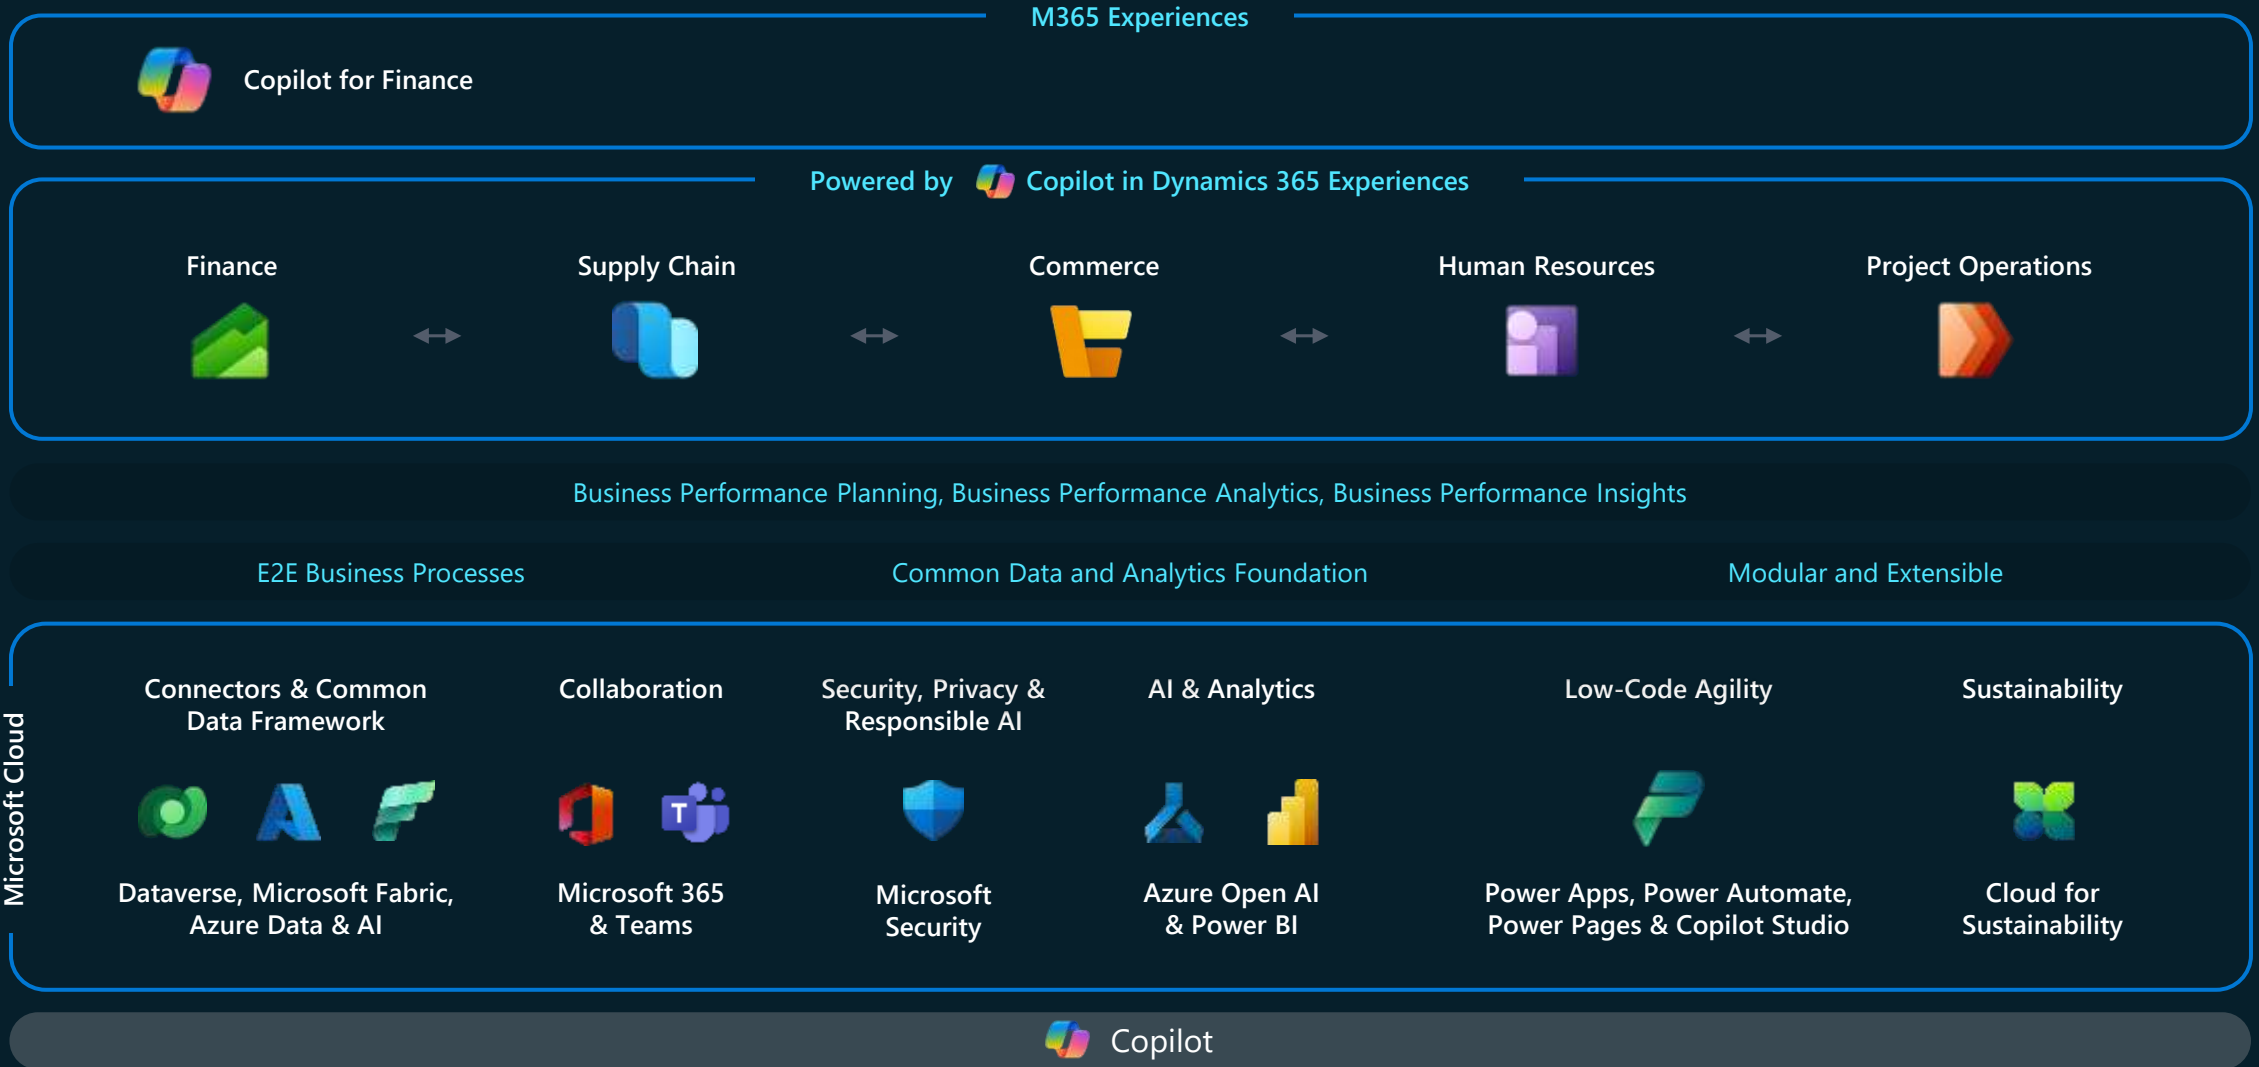 M365 Experiences
Copilot for Finance
Powered by Copilot in Dynamics 365 Experiences
Finance
Supply Chain
Commerce
Human Resources
Project Operations
Business Performance Planning, Business Performance Analytics, Business Performance Insights
E2E Business Processes
Common Data and Analytics Foundation
Modular and Extensible
Microsoft Cloud
Connectors & Common
Data Framework
Dataverse, Microsoft Fabric,
Azure Data & AI
Collaboration
T
Microsoft 365
& Teams
Security, Privacy &
Responsible AI
Microsoft
Security
AI & Analytics
Azure Open AI
& Power BI
Low-Code Agility
Power Apps, Power Automate,
Power Pages & Copilot Studio
Sustainability
Cloud for
Sustainability
Copilot